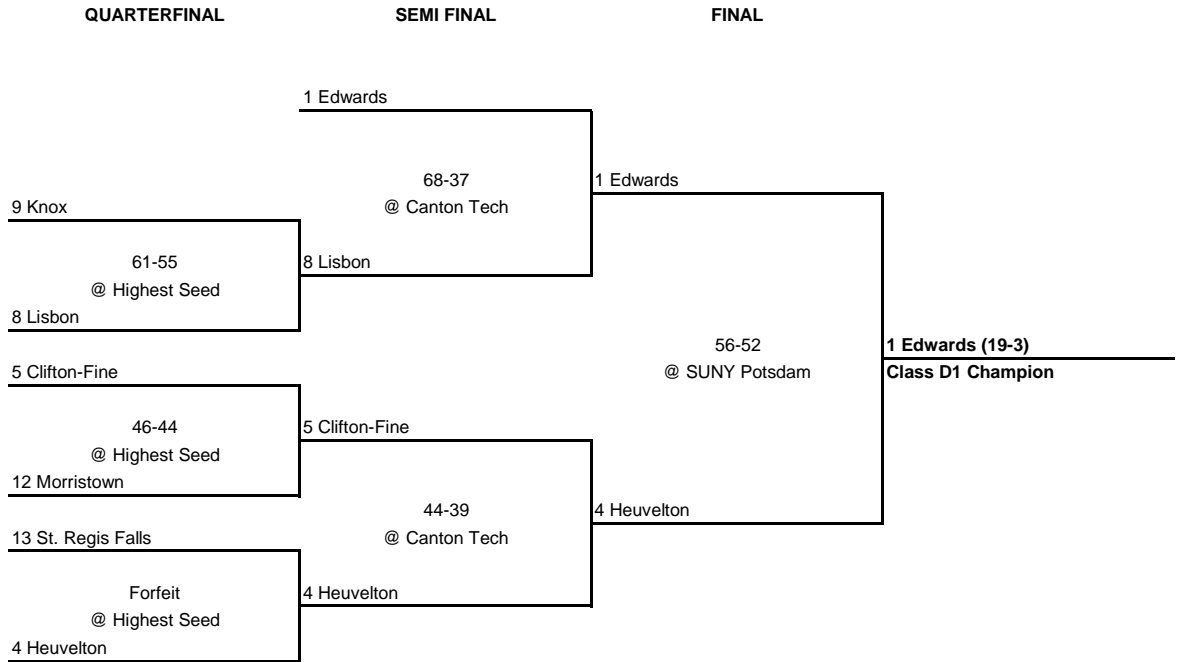 QUARTERFINAL SEMI FINAL FINAL
1 Edwards
68-37
@ Canton Tech
1 Edwards
9 Knox
61-55
@ Highest Seed
8 Lisbon
8 Lisbon
56-52
@ SUNY Potsdam
1 Edwards (19-3)
Class D1 Champion
5 Clifton-Fine
46-44
@ Highest Seed
5 Clifton-Fine
12 Morristown
44-39
@ Canton Tech
4 Heuvelton
13 St. Regis Falls
Forfeit
@ Highest Seed
4 Heuvelton
4 Heuvelton